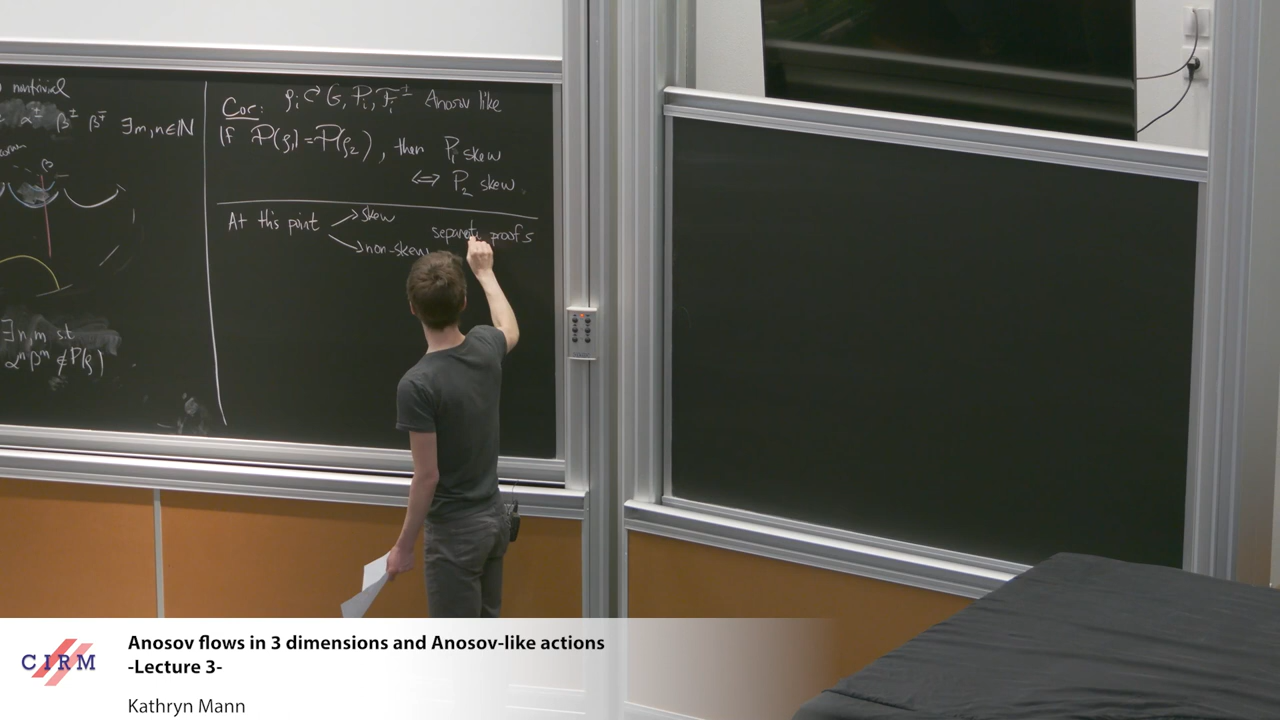 nontrivial
α^± β^± β^∓ ∃m,n∈ℕ
β
∃n,m st
αⁿβᵐ ∉ P(ρ)
Cor: ρᵢ ⊂ G, Pᵢ, Fᵢ^± Anosov like
If P(ρ₁)=P(ρ₂), then P₁ skew
⟺ P₂ skew.
At this point → skew
→ non-skew
separate proofs
CIRM
Anosov flows in 3 dimensions and Anosov-like actions
-Lecture 3-
Kathryn Mann